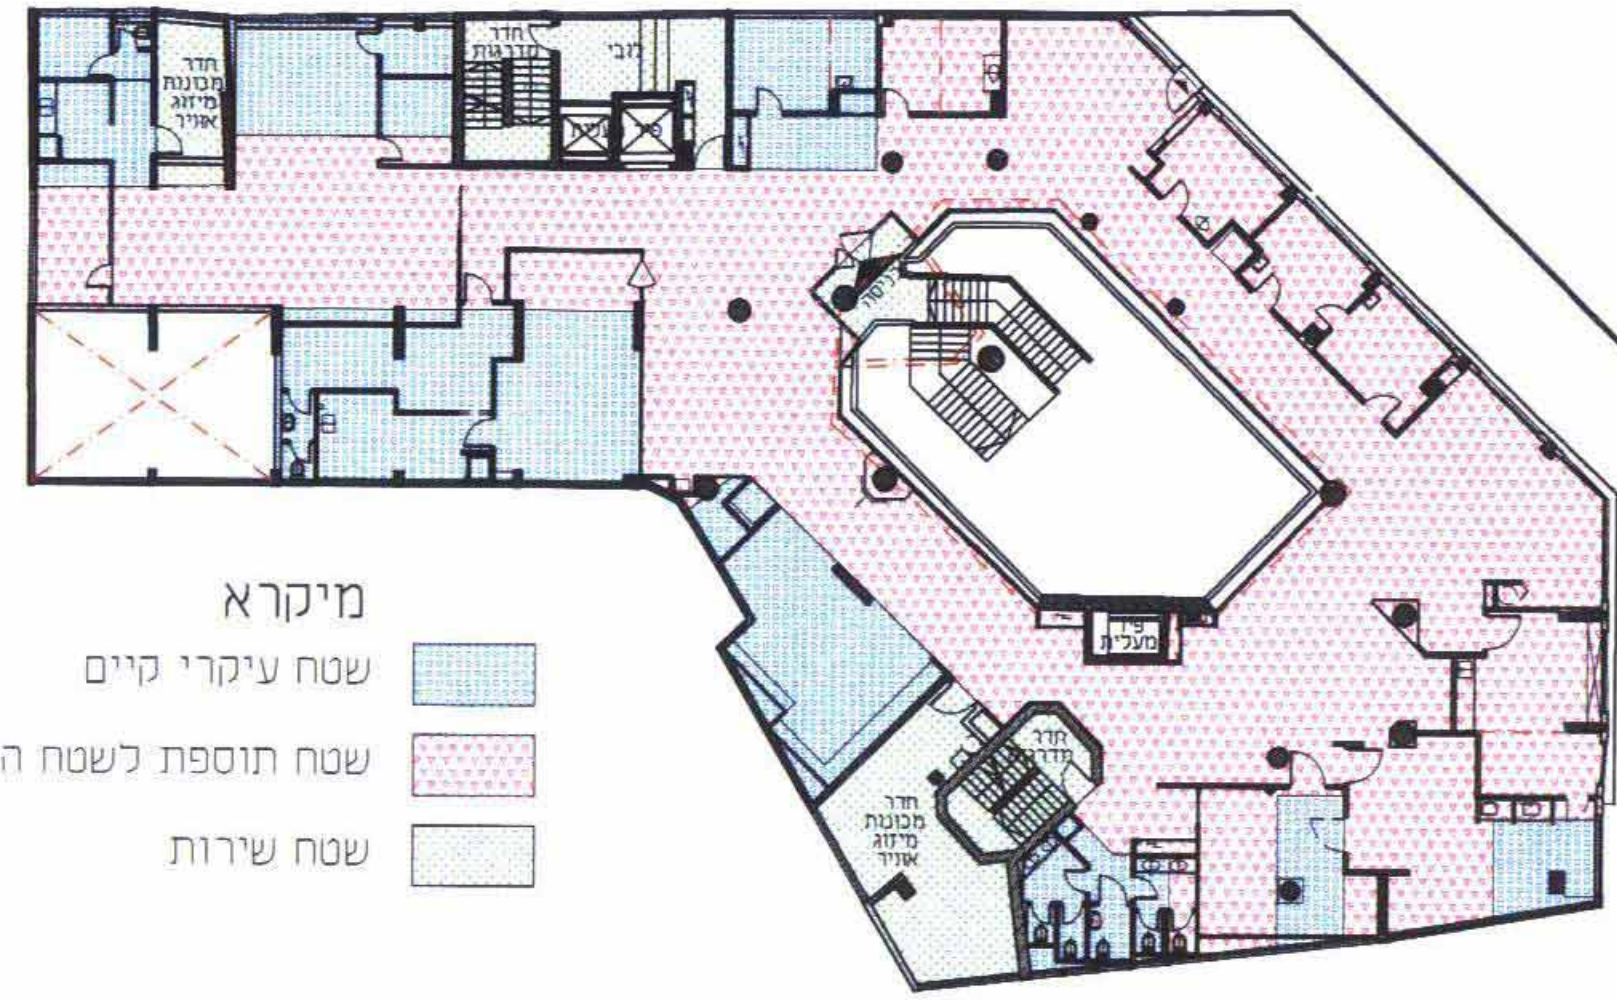 חדר
מכונות
מיזוג
אוויר
חדר
מדרגות
לובי
מעלית
פיר
כניסה
פיר
מעלית
חדר
מדרגות
חדר
מכונות
מיזוג
אוויר
מיקרא
שטח עיקרי קיים
שטח תוספת לשטח ה
שטח שירות